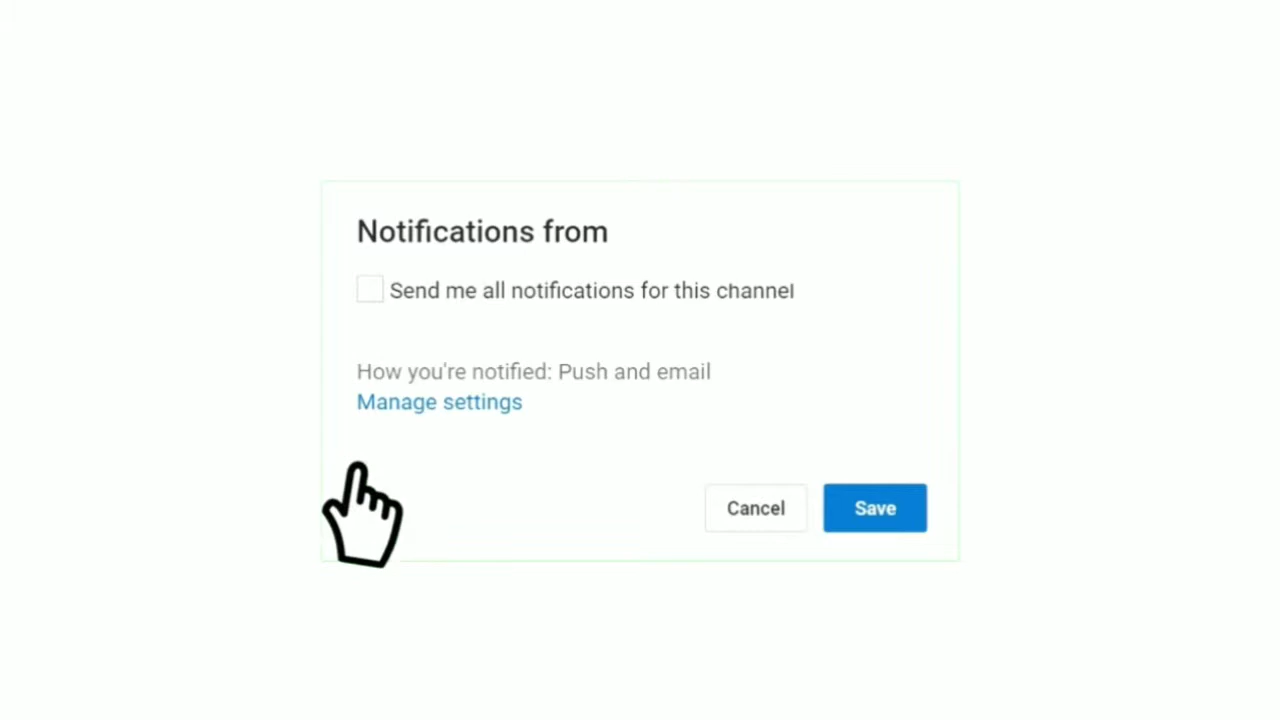 Notifications from
Send me all notifications for this channel
How you're notified: Push and email
Manage settings
Cancel
Save